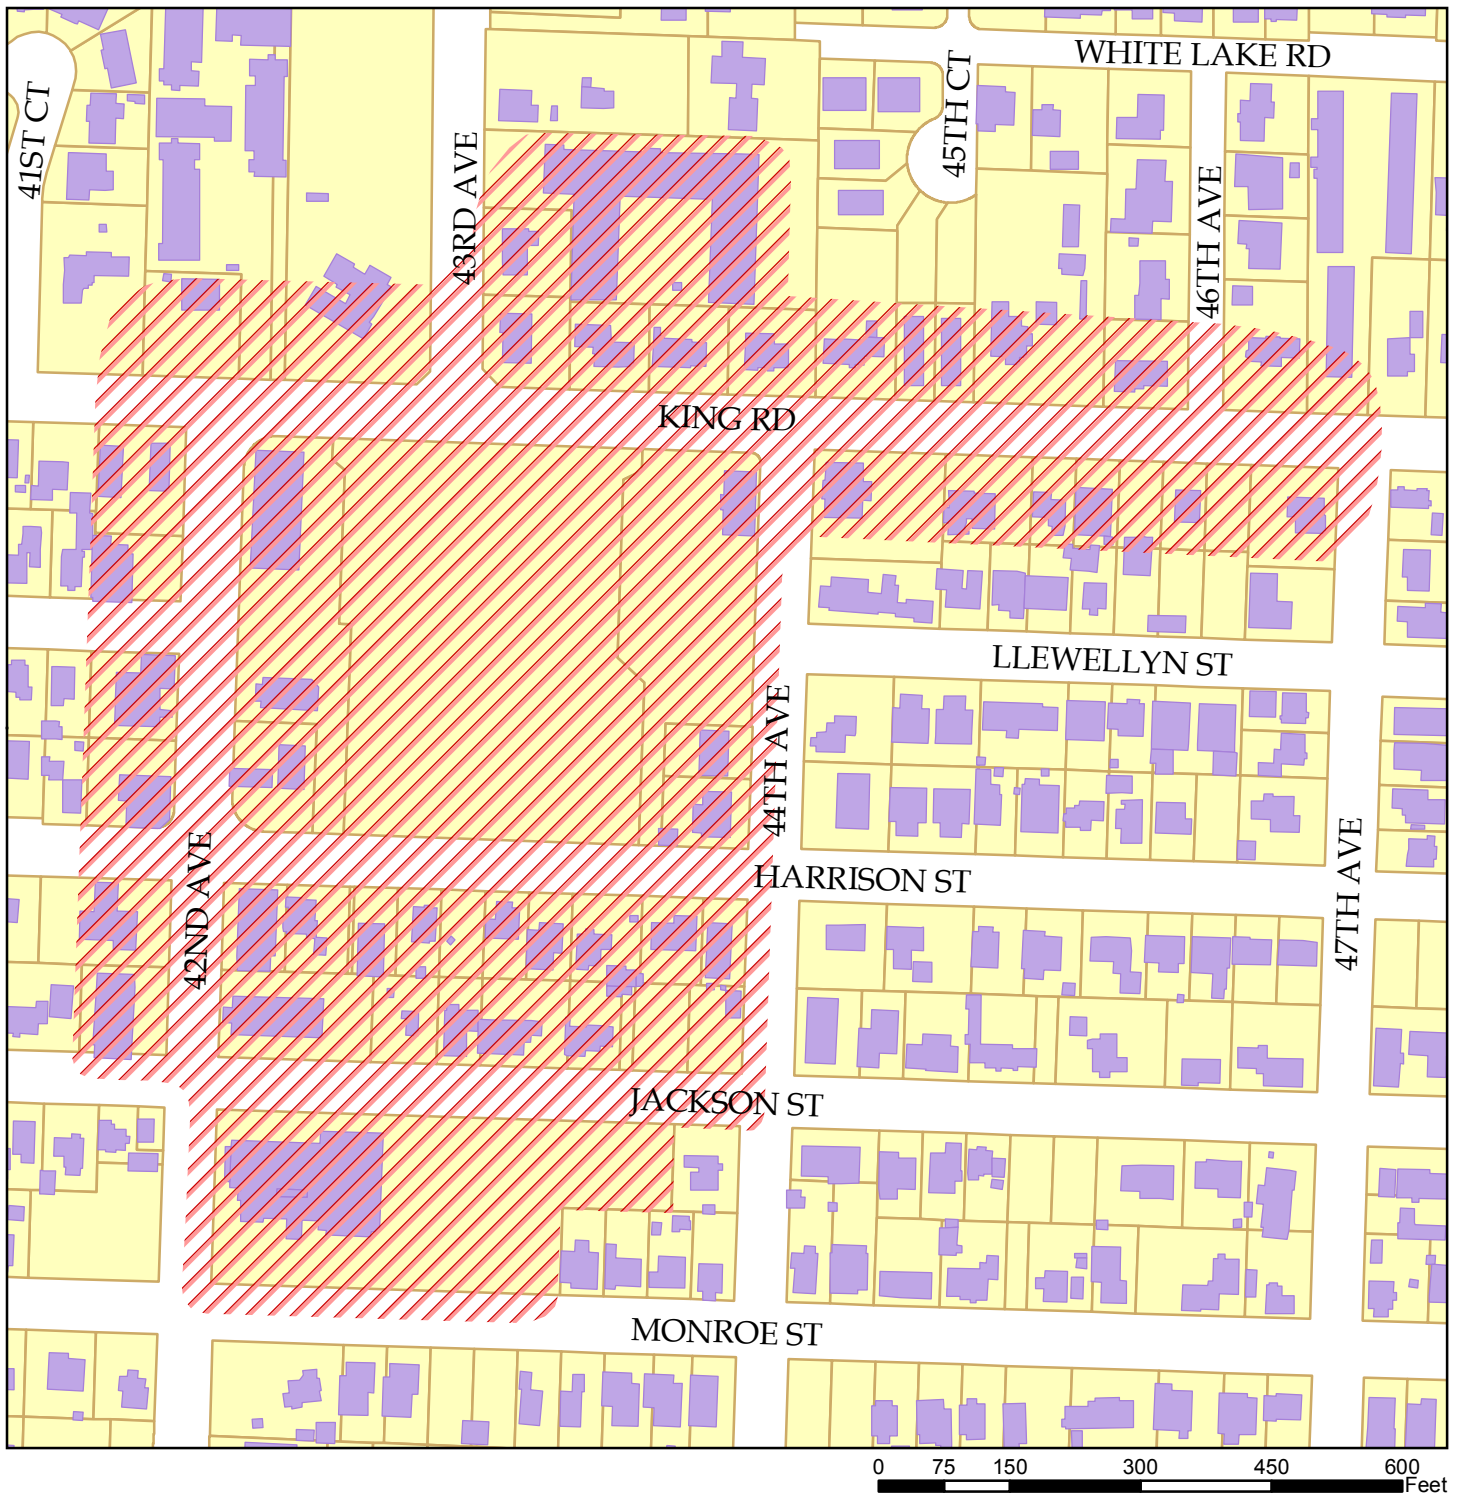 WHITE LAKE RD
41ST CT
45TH CT
43RD AVE
46TH AVE
KING RD
LLEWELLYN ST
44TH AVE
42ND AVE
HARRISON ST
47TH AVE
JACKSON ST
MONROE ST
0 75 150 300 450 600
Feet